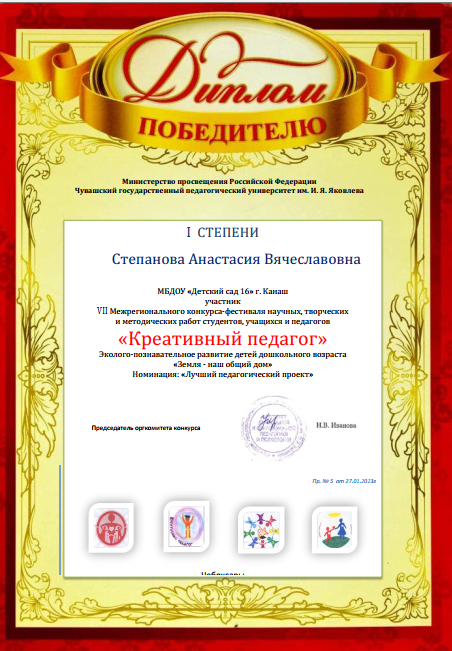 Диплом
ПОБЕДИТЕЛЮ
Министерство просвещения Российской Федерации
Чувашский государственный педагогический университет им. И. Я. Яковлева
I СТЕПЕНИ
Степанова Анастасия Вячеславовна
МБДОУ «Детский сад 16» г. Канаш
участник
VII Межрегионального конкурса-фестиваля научных, творческих
и методических работ студентов, учащихся и педагогов
«Креативный педагог»
Эколого-познавательное развитие детей дошкольного возраста
«Земля - наш общий дом»
Номинация: «Лучший педагогический проект»
Председатель оргкомитета конкурса
Н.В. Иванова
Пр. № 5 от 27.01.2023г